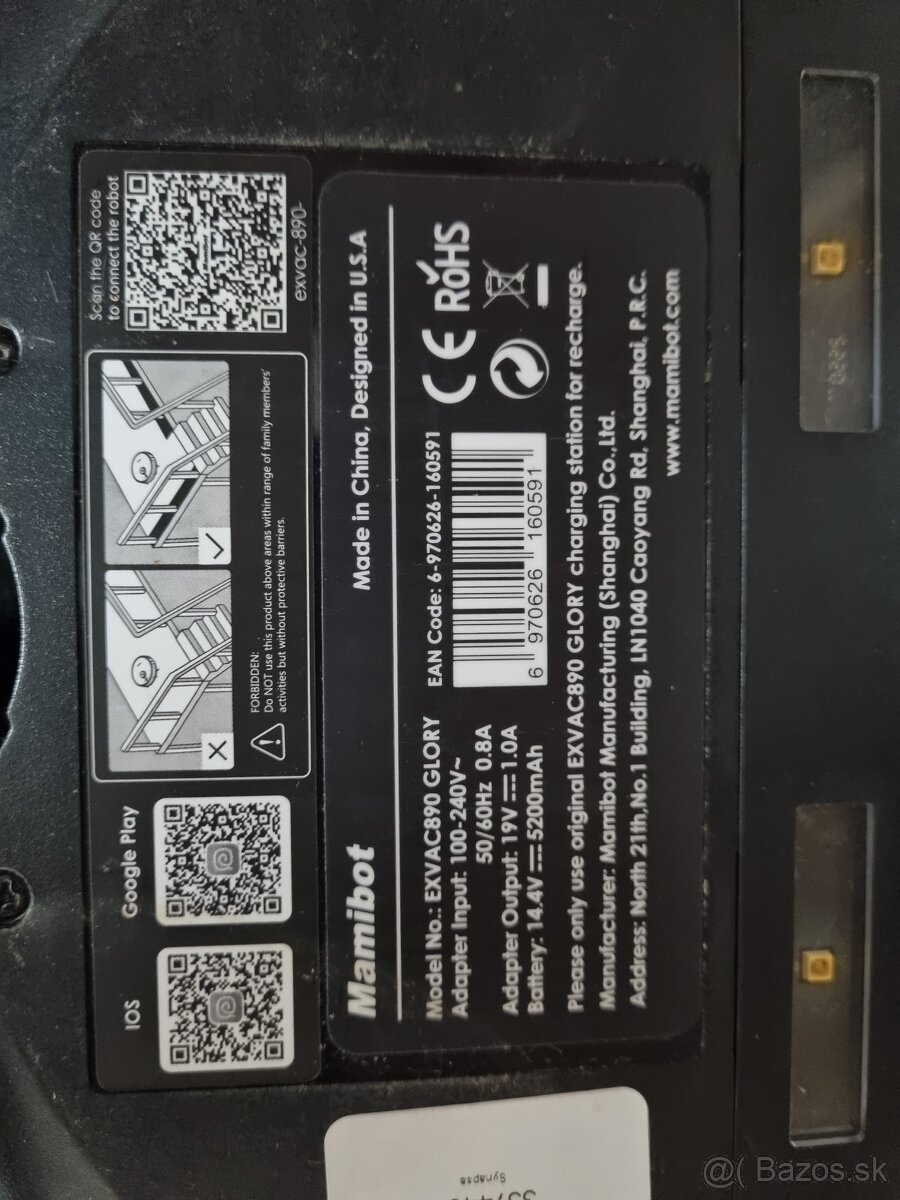 IOS
Google Play
FORBIDDEN:
Do NOT use this product above areas within range of family members'
activities but without protective barriers.
Scan the QR code
to connect the robot
exvac-890-
Mamibot
Made in China, Designed in U.S.A
Model No.: EXVAC890 GLORY
Adapter Input: 100-240V~
50/60Hz 0.8A
Adapter Output: 19V⎓1.0A
Battery: 14.4V⎓5200mAh
EAN Code: 6-970626-160591
6 970626 160591
CE RoHS
Please only use original EXVAC890 GLORY charging station for recharge.
Manufacturer: Mamibot Manufacturing (Shanghai) Co.,Ltd.
Address: North 21th,No.1 Building, LN1040 Caoyang Rd, Shanghai, P.R.C.
www.mamibot.com
Synapsa
@( Bazos.sk